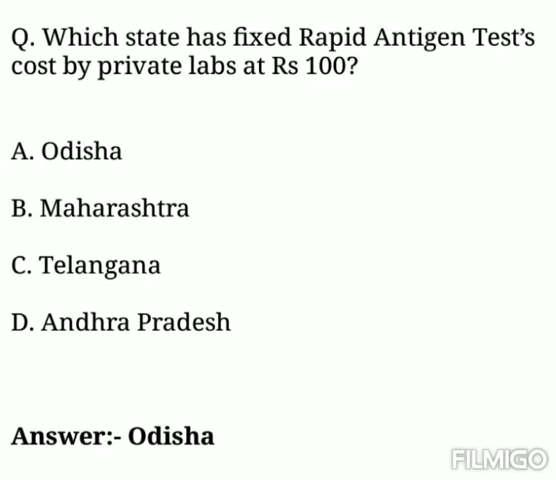 Q. Which state has fixed Rapid Antigen Test’s
cost by private labs at Rs 100?
A. Odisha
B. Maharashtra
C. Telangana
D. Andhra Pradesh
Answer:- Odisha
FILMIGO